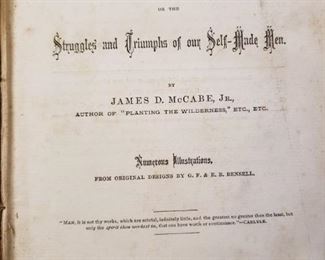 OR THE
Struggles and Triumphs of our Self-Made Men.
BY
JAMES D. McCABE, JR.,
AUTHOR OF "PLANTING THE WILDERNESS," ETC., ETC.
Numerous Illustrations,
FROM ORIGINAL DESIGNS BY G. F. & E. B. BENSELL.
"MAN, it is not thy works, which are mortal, infinitely little, and the greatest no greater than the least, but
only the spirit thou workest in, that can have worth or continuance."—CARLYLE.